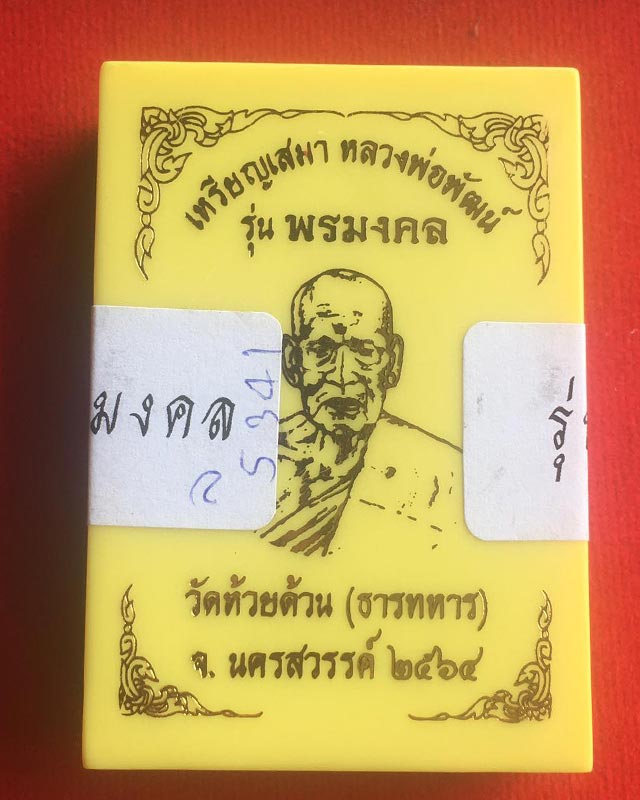 เหรียญเสมา หลวงพ่อพัฒน์
รุ่น พรมงคล
มงคล
25341
รุ่
วัดห้วยด้วน (ธารทหาร)
จ. นครสวรรค์ ๒๕๖๔